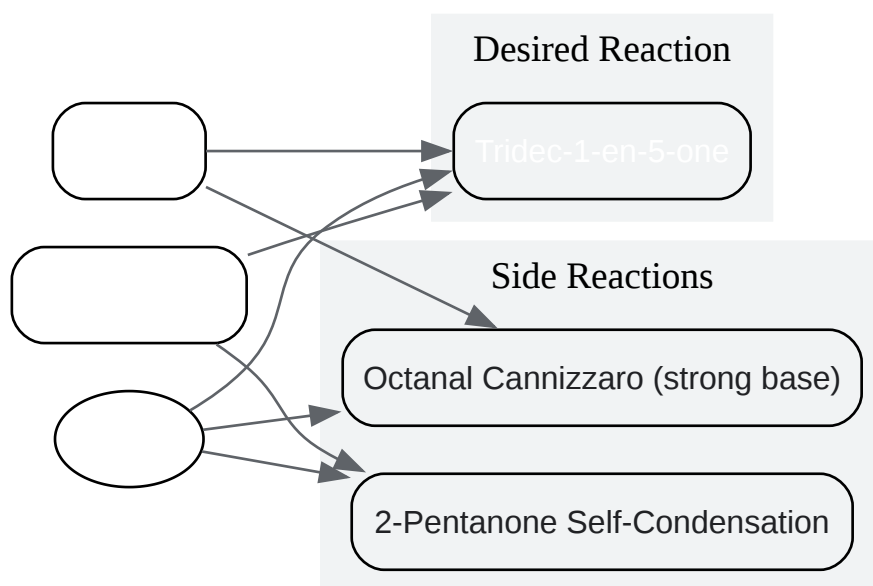 Desired Reaction
Tridec-1-en-5-one
Side Reactions
Octanal Cannizzaro (strong base)
2-Pentanone Self-Condensation